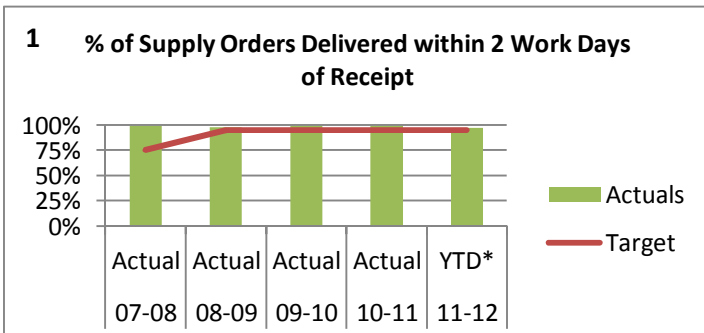 1
% of Supply Orders Delivered within 2 Work Days
of Receipt
100%
75%
50%
25%
0%
Actuals
Target
Actual Actual Actual Actual YTD*
07-08 08-09 09-10 10-11 11-12